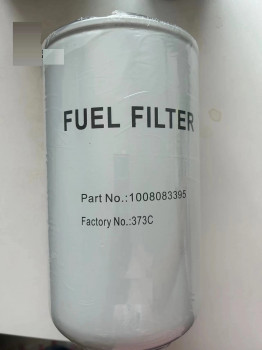 FUEL FILTER
Part No.:1008083395
Factory No.:373C